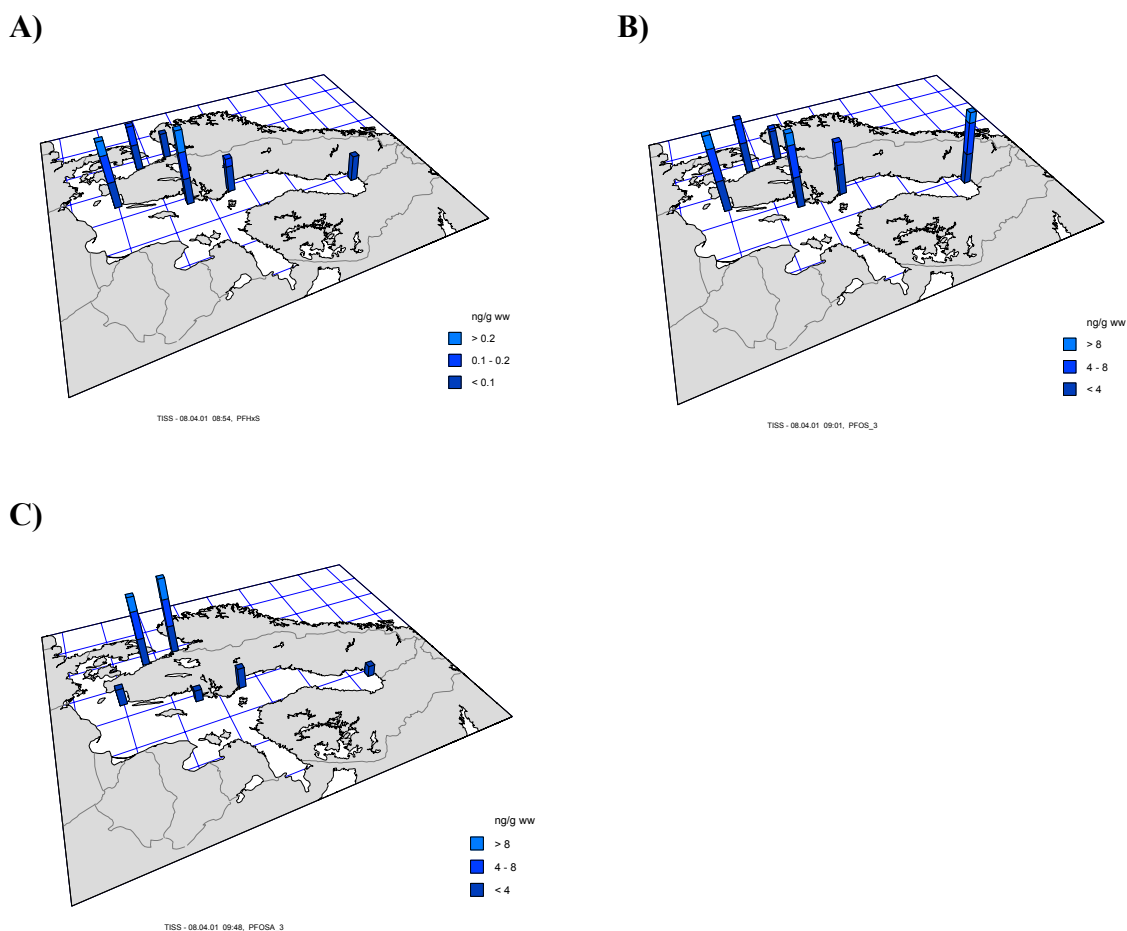 A)
B)
ng/g ww
> 0.2
0.1 - 0.2
< 0.1
TISS - 08.04.01 08:54, PFHxS
ng/g ww
> 8
4 - 8
< 4
TISS - 08.04.01 09:01, PFOS_3
C)
ng/g ww
> 8
4 - 8
< 4
TISS - 08.04.01 09:48, PFOSA_3